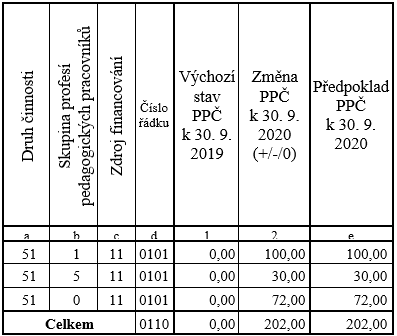 Druh činnosti
Skupina profesí
pedagogických pracovníků
Zdroj financování
Číslo
řádku
Výchozí
stav
PPČ
k 30. 9.
2019
Změna
PPČ
k 30. 9.
2020
(+/-/0)
Předpoklad
PPČ
k 30. 9.
2020
a b c d 1 2 e
51 1 11 0101 0,00 100,00 100,00
51 5 11 0101 0,00 30,00 30,00
51 0 11 0101 0,00 72,00 72,00
Celkem 0110 0,00 202,00 202,00